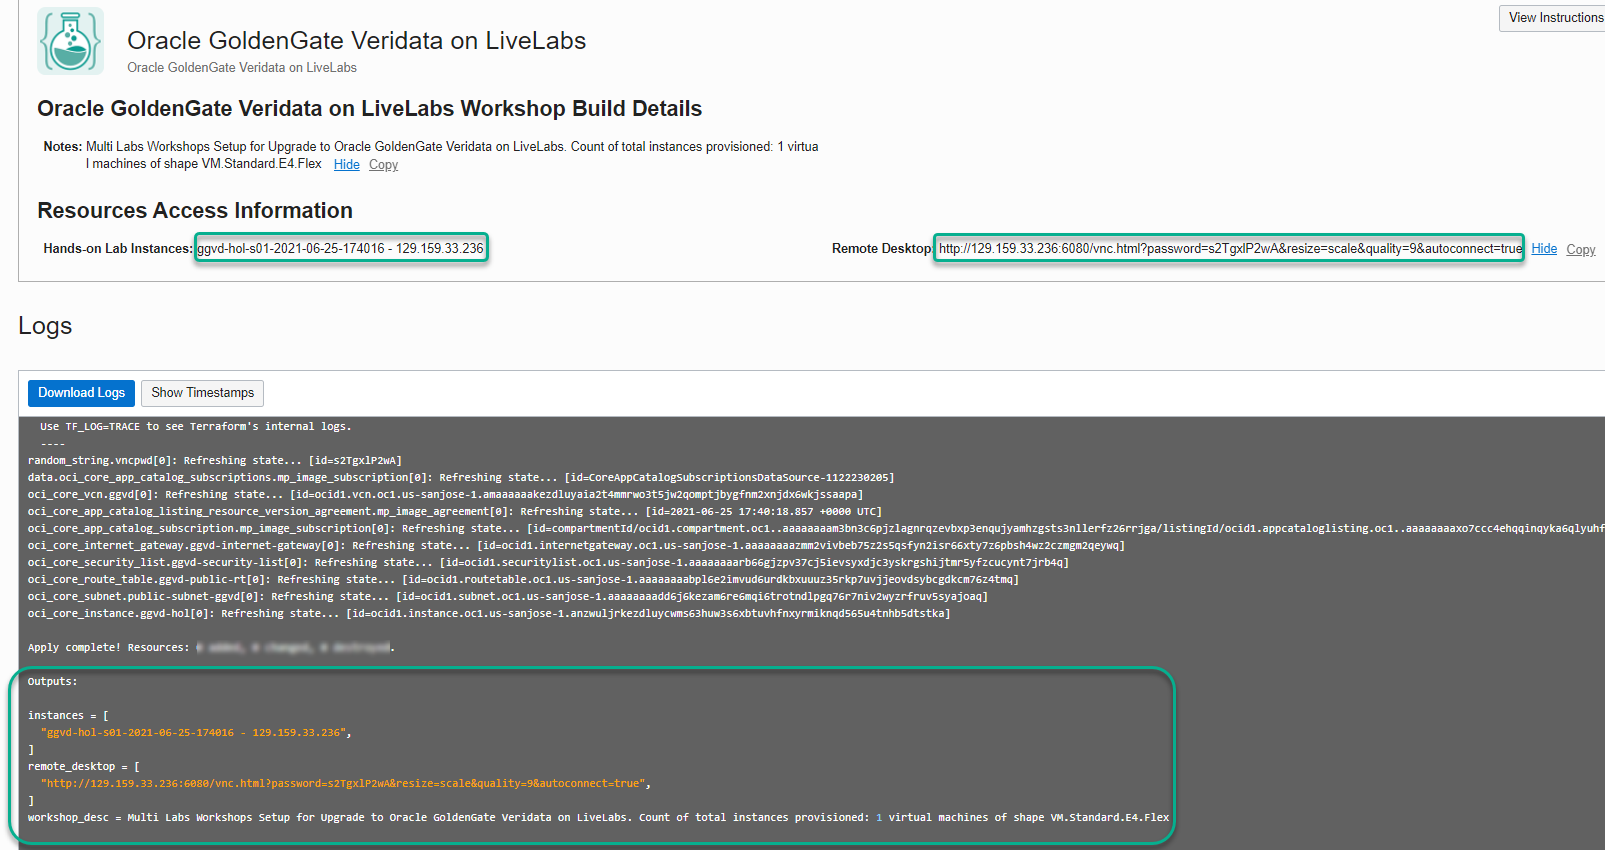 View Instructions
Oracle GoldenGate Veridata on LiveLabs
Oracle GoldenGate Veridata on LiveLabs
Oracle GoldenGate Veridata on LiveLabs Workshop Build Details
Notes: Multi Labs Workshops Setup for Upgrade to Oracle GoldenGate Veridata on LiveLabs. Count of total instances provisioned: 1 virtua
l machines of shape VM.Standard.E4.Flex Hide Copy
Resources Access Information
Hands-on Lab Instances: ggvd-hol-s01-2021-06-25-174016 - 129.159.33.236
Remote Desktop: http://129.159.33.236:6080/vnc.html?password=s2TgxlP2wA&resize=scale&quality=9&autoconnect=true Hide Copy
Logs
Download Logs Show Timestamps
Use TF_LOG=TRACE to see Terraform's internal logs.
----
random_string.vncpwd[0]: Refreshing state... [id=s2TgxlP2wA]
data.oci_core_app_catalog_subscriptions.mp_image_subscription[0]: Refreshing state... [id=CoreAppCatalogSubscriptionsDataSource-1122230205]
oci_core_vcn.ggvd[0]: Refreshing state... [id=ocid1.vcn.oc1.us-sanjose-1.amaaaaaakezdluyaia2t4mmrwo3t5jw2qomptjbygfnm2xnjdx6wkjssaapa]
oci_core_app_catalog_listing_resource_version_agreement.mp_image_agreement[0]: Refreshing state... [id=2021-06-25 17:40:18.857 +0000 UTC]
oci_core_app_catalog_subscription.mp_image_subscription[0]: Refreshing state... [id=compartmentId/ocid1.compartment.oc1..aaaaaaaam3bn3c6pjzlagnrqzevbxp3enqujyamhzgsts3nllerfz26rrjga/listingId/ocid1.appcataloglisting.oc1..aaaaaaaaxo7ccc4ehqqinqyka6qlyuhf
oci_core_internet_gateway.ggvd-internet-gateway[0]: Refreshing state... [id=ocid1.internetgateway.oc1.us-sanjose-1.aaaaaaaazmm2vivbeb75z2s5qsfyn2isr66xty7z6pbsh4wz2czmgm2qeywq]
oci_core_security_list.ggvd-security-list[0]: Refreshing state... [id=ocid1.securitylist.oc1.us-sanjose-1.aaaaaaaarb66gjzpv37cj5ievsyxdjc3yskrgshijtmr5yfzcucynt7jrb4q]
oci_core_route_table.ggvd-public-rt[0]: Refreshing state... [id=ocid1.routetable.oc1.us-sanjose-1.aaaaaaaabpl6e2imvud6urdkbxuuuz35rkp7uvjjeovdsybcgdkcm76z4tmq]
oci_core_subnet.public-subnet-ggvd[0]: Refreshing state... [id=ocid1.subnet.oc1.us-sanjose-1.aaaaaaaadd6j6kezam6re6mqi6trotndlpgq76r7niv2wyzrfruv5syajoaq]
oci_core_instance.ggvd-hol[0]: Refreshing state... [id=ocid1.instance.oc1.us-sanjose-1.anzwuljrkezdluycwms63huw3s6xbtuvhfnxyrmiknqd565u4tnhb5dtstka]
Apply complete! Resources: .
Outputs:
instances = [
"ggvd-hol-s01-2021-06-25-174016 - 129.159.33.236",
]
remote_desktop = [
"http://129.159.33.236:6080/vnc.html?password=s2TgxlP2wA&resize=scale&quality=9&autoconnect=true",
]
workshop_desc = Multi Labs Workshops Setup for Upgrade to Oracle GoldenGate Veridata on LiveLabs. Count of total instances provisioned: 1 virtual machines of shape VM.Standard.E4.Flex